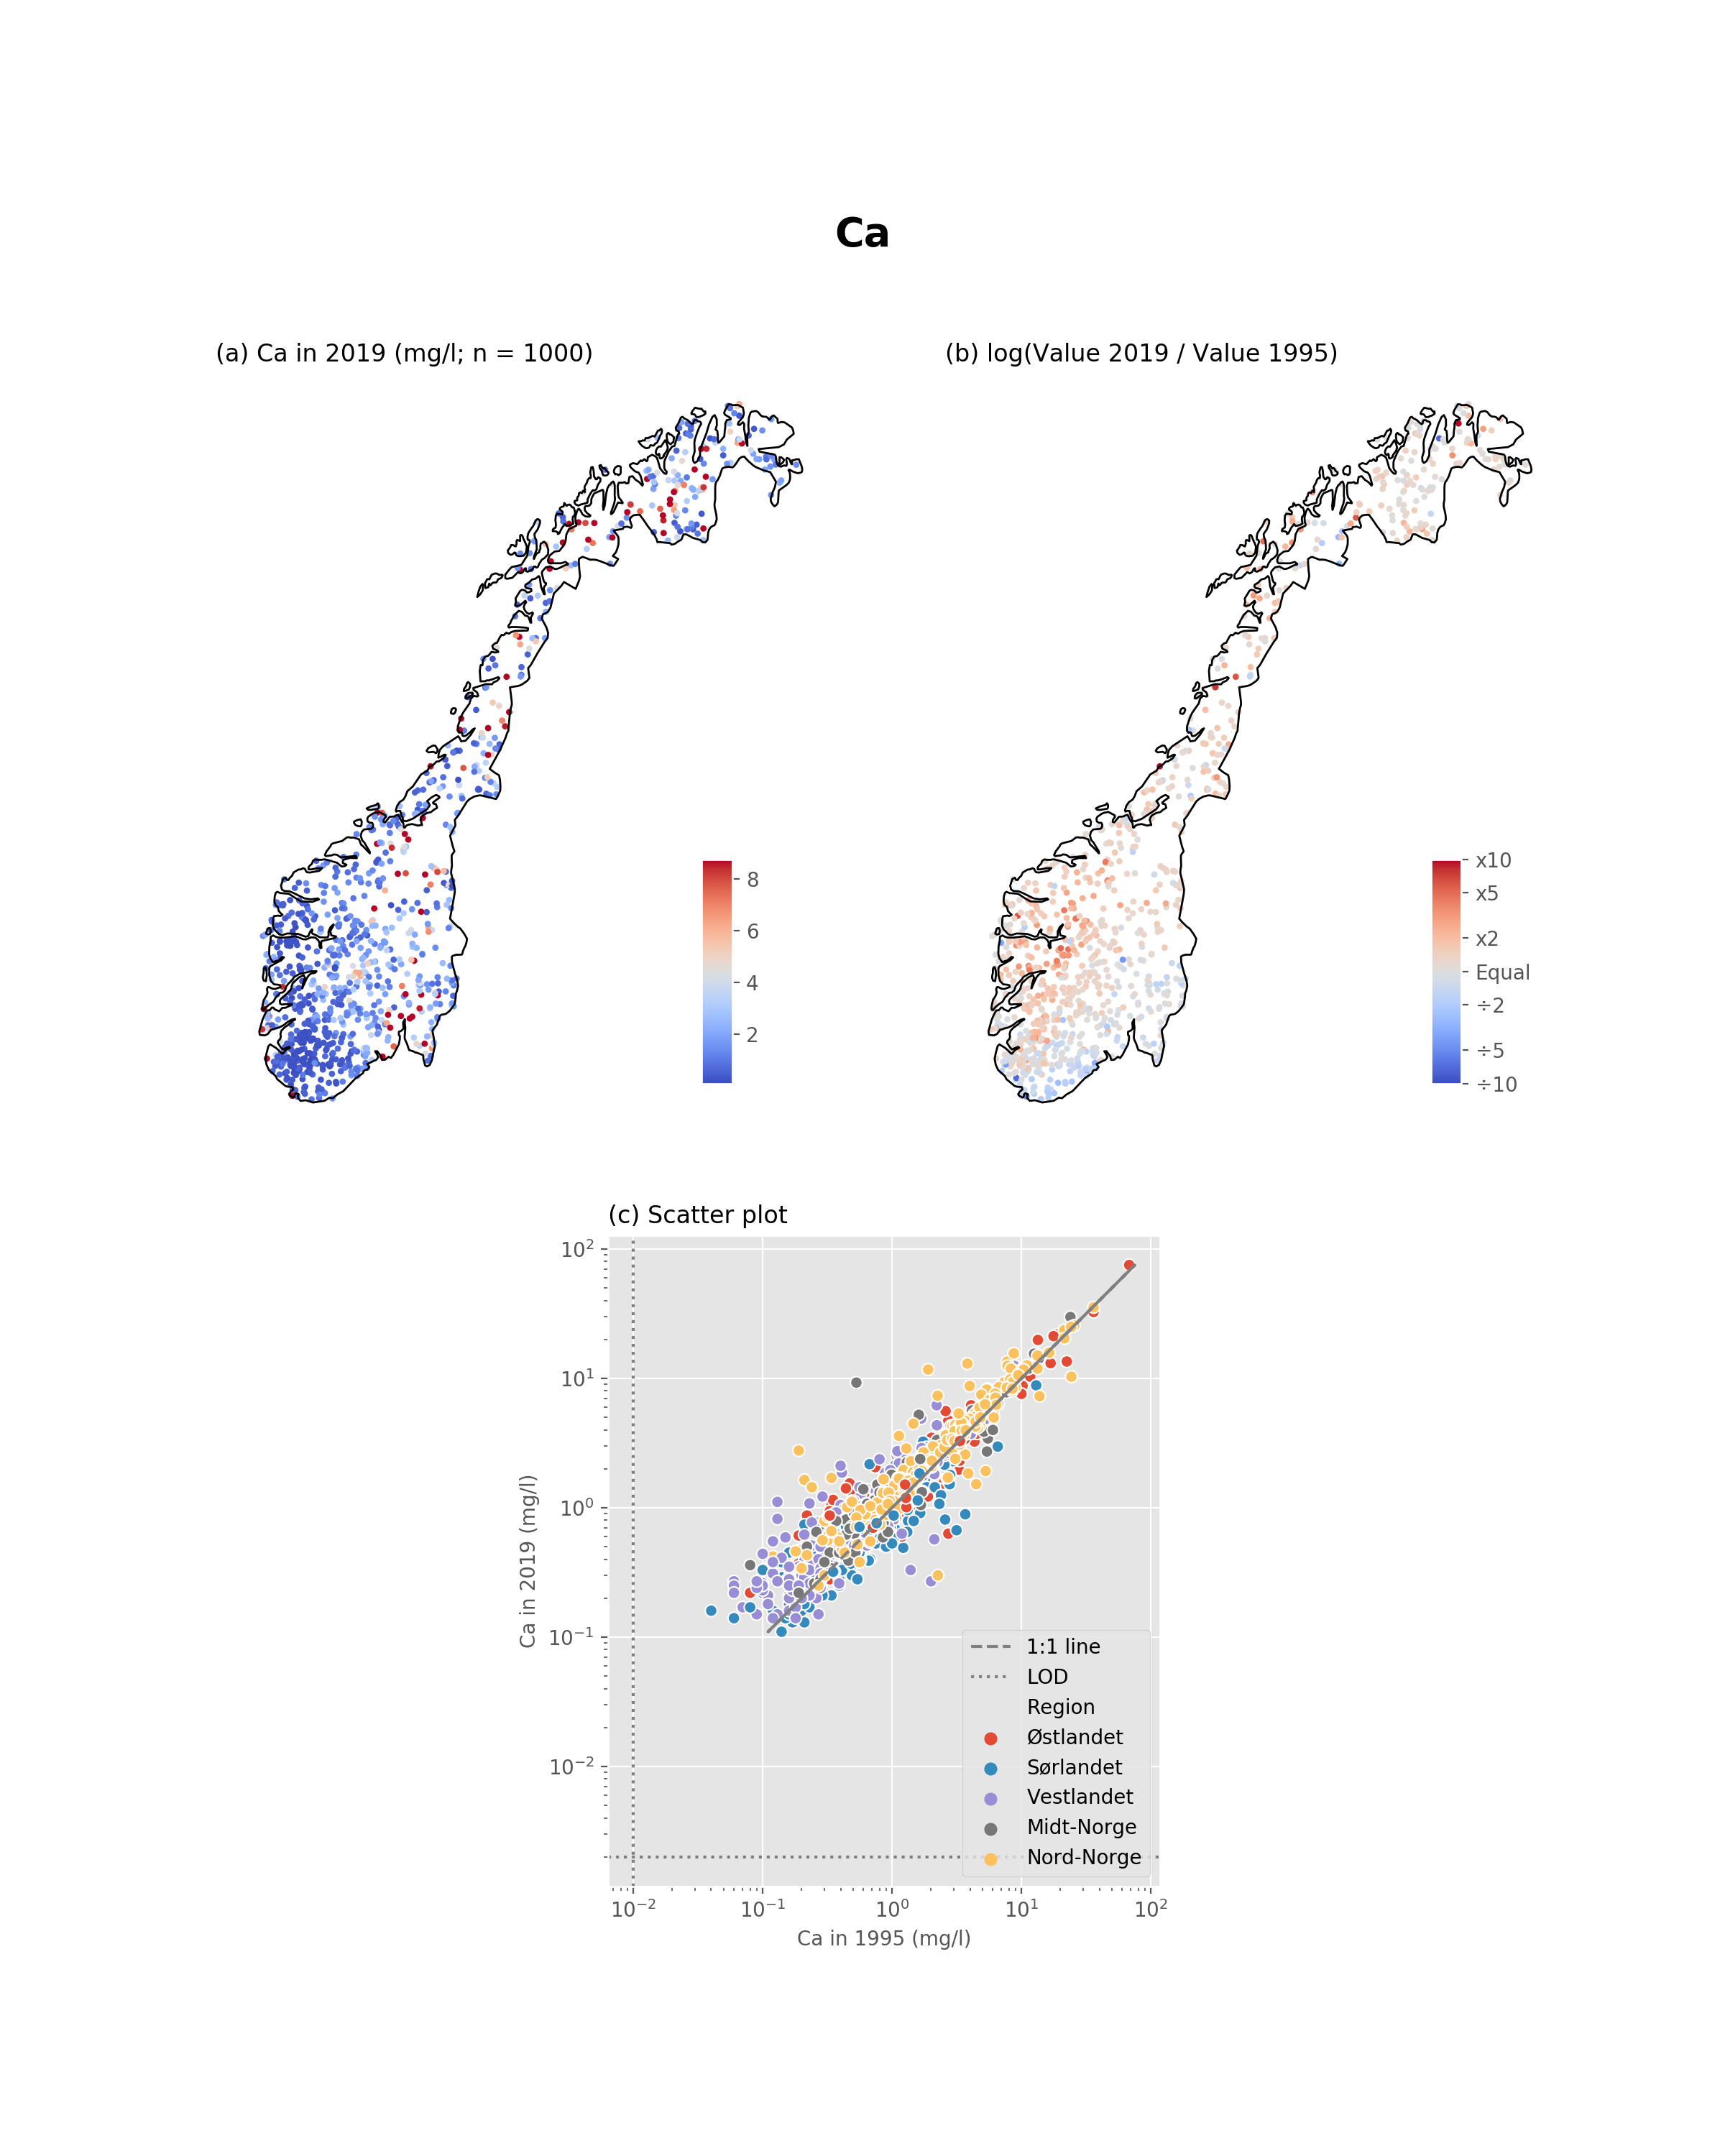 Ca
(a) Ca in 2019 (mg/l; n = 1000)
(b) log(Value 2019 / Value 1995)
8
6
4
2
x10
x5
x2
Equal
÷2
÷5
÷10
(c) Scatter plot
10²
10¹
10⁰
10⁻¹
10⁻²
Ca in 2019 (mg/l)
1:1 line
LOD
Region
Østlandet
Sørlandet
Vestlandet
Midt-Norge
Nord-Norge
10⁻² 10⁻¹ 10⁰ 10¹ 10²
Ca in 1995 (mg/l)